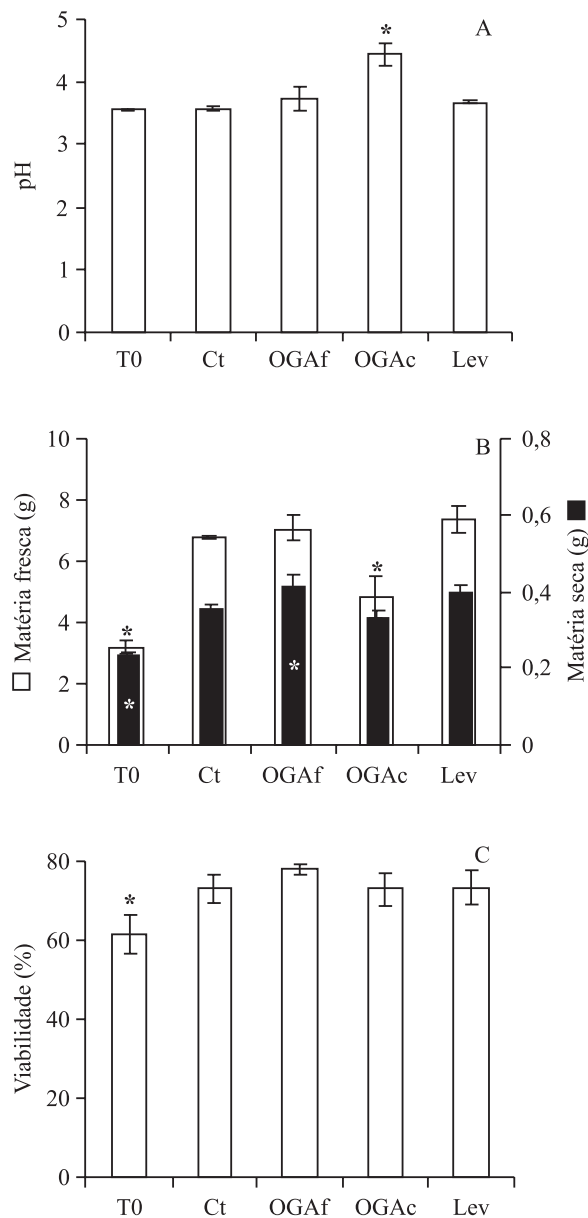 A
*
5
4
3
2
1
0
pH
T0 Ct OGAf OGAc Lev
B
10
8
6
4
2
0
Matéria fresca (g)
0,8
0,6
0,4
0,2
0
Matéria seca (g)
*
*
*
*
T0 Ct OGAf OGAc Lev
C
80
60
40
20
0
Viabilidade (%)
*
T0 Ct OGAf OGAc Lev